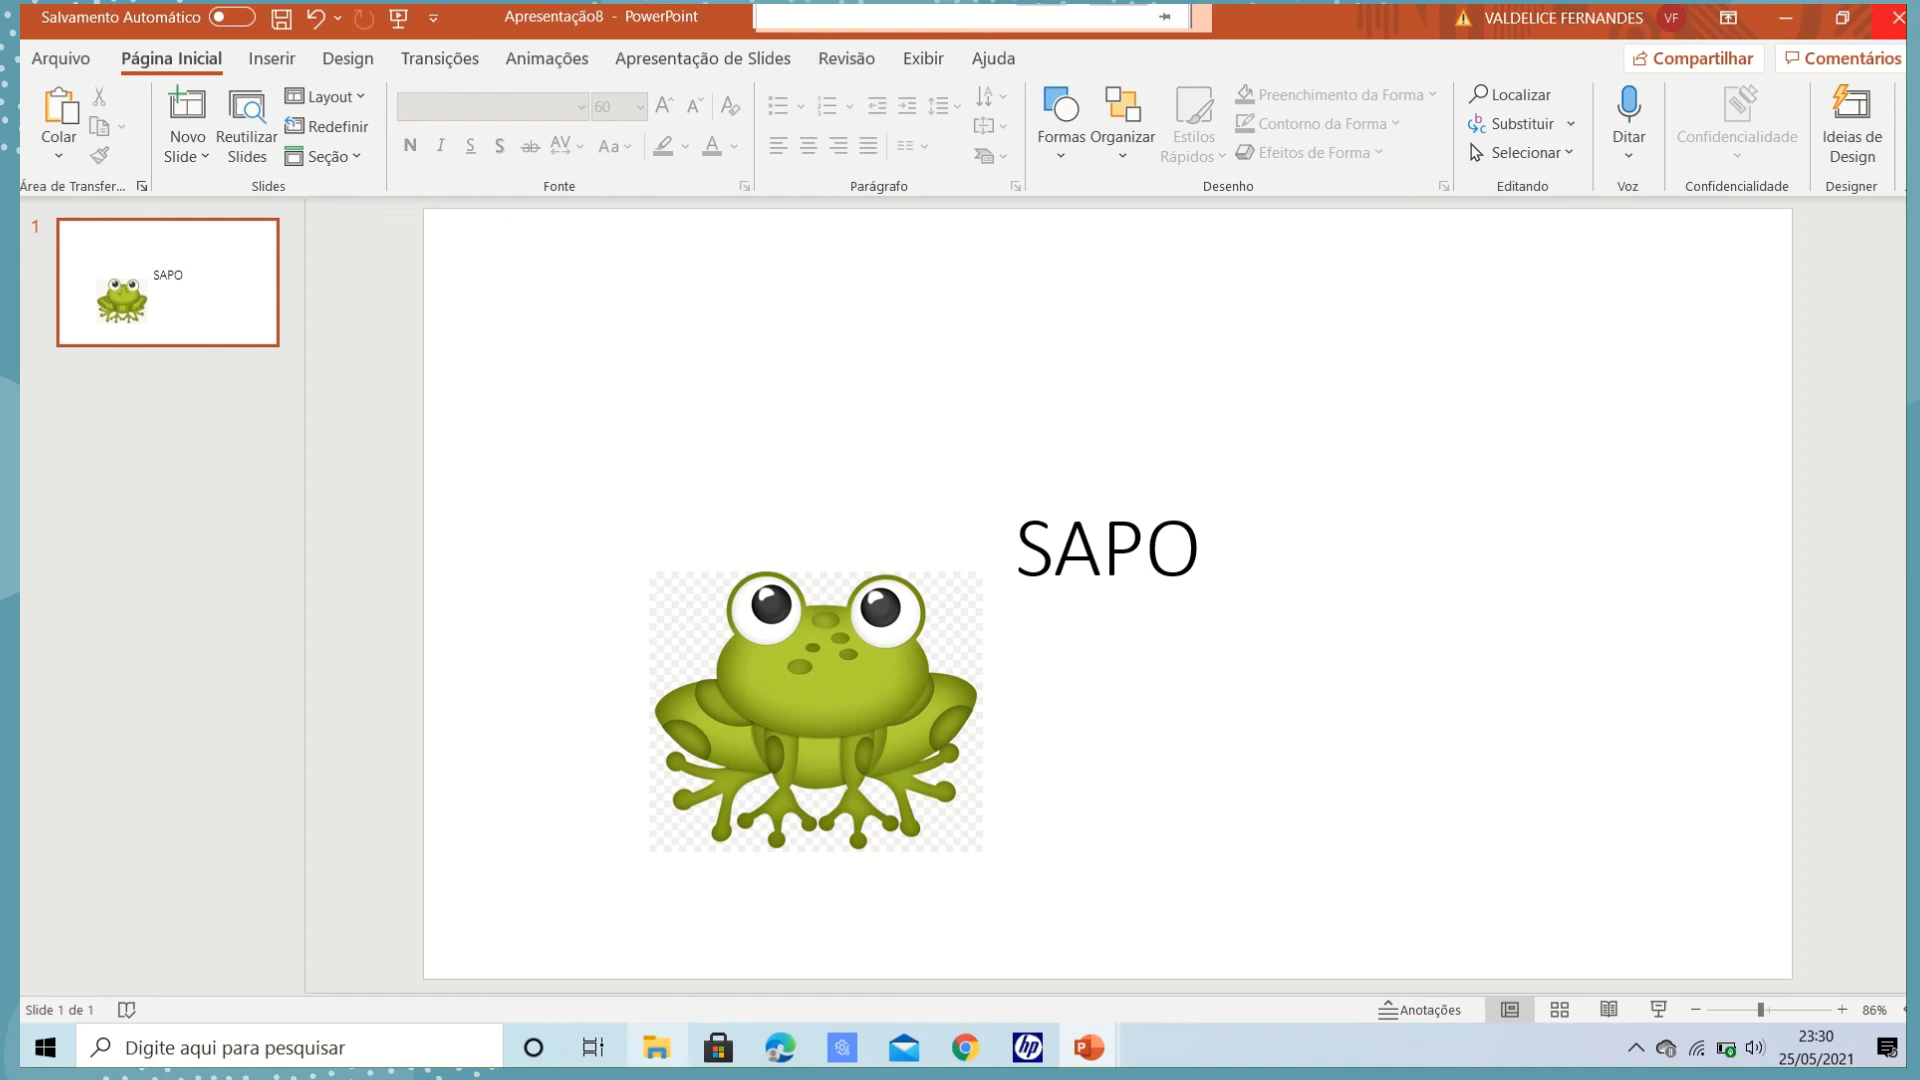 Salvamento Automático
Apresentação8 - PowerPoint
VALDELICE FERNANDES VF
Arquivo Página Inicial Inserir Design Transições Animações Apresentação de Slides Revisão Exibir Ajuda
Compartilhar Comentários
Colar
Novo Slide
Reutilizar Slides
Layout
Redefinir
Seção
60
N I S S ab AV Aa A
Preenchimento da Forma
Contorno da Forma
Efeitos de Forma
Formas Organizar
Estilos Rápidos
Localizar
Substituir
Selecionar
Ditar
Confidencialidade
Ideias de Design
Área de Transfer... Slides Fonte Parágrafo Desenho Editando Voz Confidencialidade Designer
1
SAPO
SAPO
Slide 1 de 1
Anotações
86%
Digite aqui para pesquisar
hp
P
23:30
25/05/2021